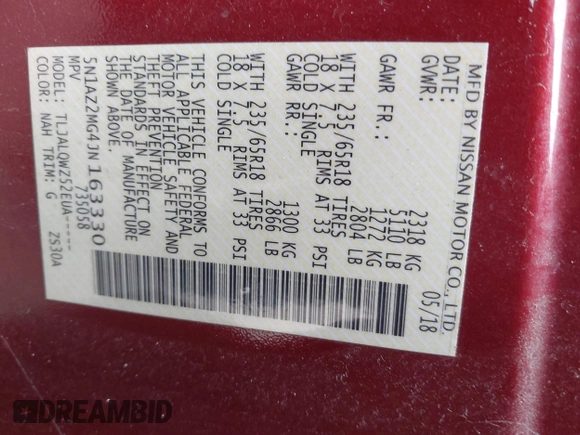 MFD BY NISSAN MOTOR CO., LTD.
DATE: 05/18
GVWR: 2318 KG
5110 LB
GAWR FR.: 1272 KG
2804 LB
WITH 235/65R18 TIRES
18 X 7.5 RIMS AT 33 PSI
COLD SINGLE
GAWR RR.: 1300 KG
2866 LB
WITH 235/65R18 TIRES
18 X 7.5 RIMS AT 33 PSI
COLD SINGLE
THIS VEHICLE CONFORMS TO
ALL APPLICABLE FEDERAL
MOTOR VEHICLE SAFETY AND
THEFT PREVENTION
STANDARDS IN EFFECT ON
THE DATE OF MANUFACTURE
SHOWN ABOVE.
5N1AZ2MG4JN163330
MPV 735058
MODEL: TLJALQWZ52EUA-----
COLOR: NAH TRIM: G ZS30A
DREAMBID